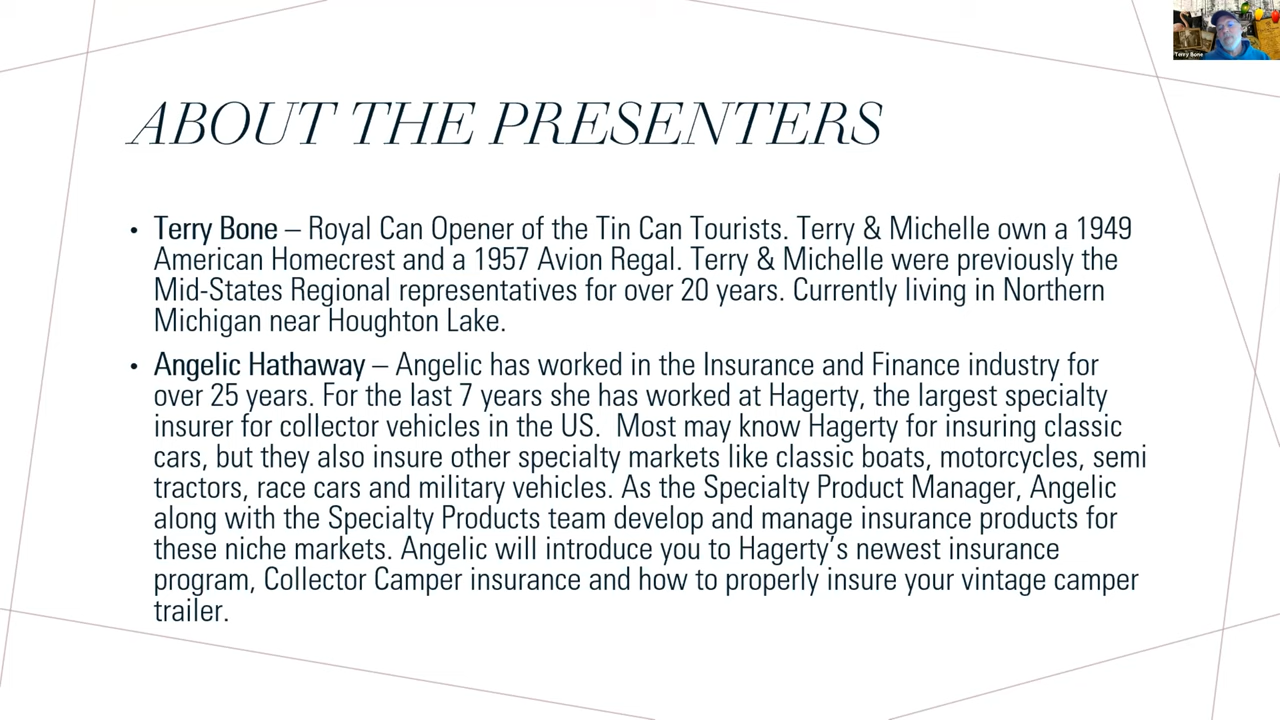 Terry Bone
ABOUT THE PRESENTERS
• Terry Bone – Royal Can Opener of the Tin Can Tourists. Terry & Michelle own a 1949
American Homecrest and a 1957 Avion Regal. Terry & Michelle were previously the
Mid-States Regional representatives for over 20 years. Currently living in Northern
Michigan near Houghton Lake.
• Angelic Hathaway – Angelic has worked in the Insurance and Finance industry for
over 25 years. For the last 7 years she has worked at Hagerty, the largest specialty
insurer for collector vehicles in the US.  Most may know Hagerty for insuring classic
cars, but they also insure other specialty markets like classic boats, motorcycles, semi
tractors, race cars and military vehicles. As the Specialty Product Manager, Angelic
along with the Specialty Products team develop and manage insurance products for
these niche markets. Angelic will introduce you to Hagerty's newest insurance
program, Collector Camper insurance and how to properly insure your vintage camper
trailer.